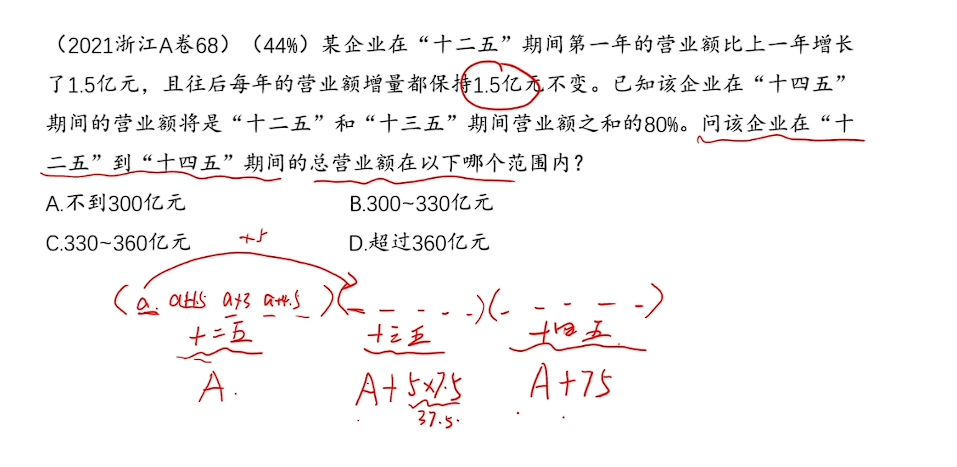 （2021浙江A卷68）（44%）某企业在“十二五”期间第一年的营业额比上一年增长
了1.5亿元，且往后每年的营业额增量都保持1.5亿元不变。已知该企业在“十四五”
期间的营业额将是“十二五”和“十三五”期间营业额之和的80%。问该企业在“十
二五”到“十四五”期间的总营业额在以下哪个范围内？
A.不到300亿元 B.300~330亿元
C.330~360亿元 D.超过360亿元
+5
(a. a+1.5 a+3 a+4.5 )(- - - - -)(- - - - -)
十二五 十三五 十四五
A. A+5×7.5 A+75
37.5.